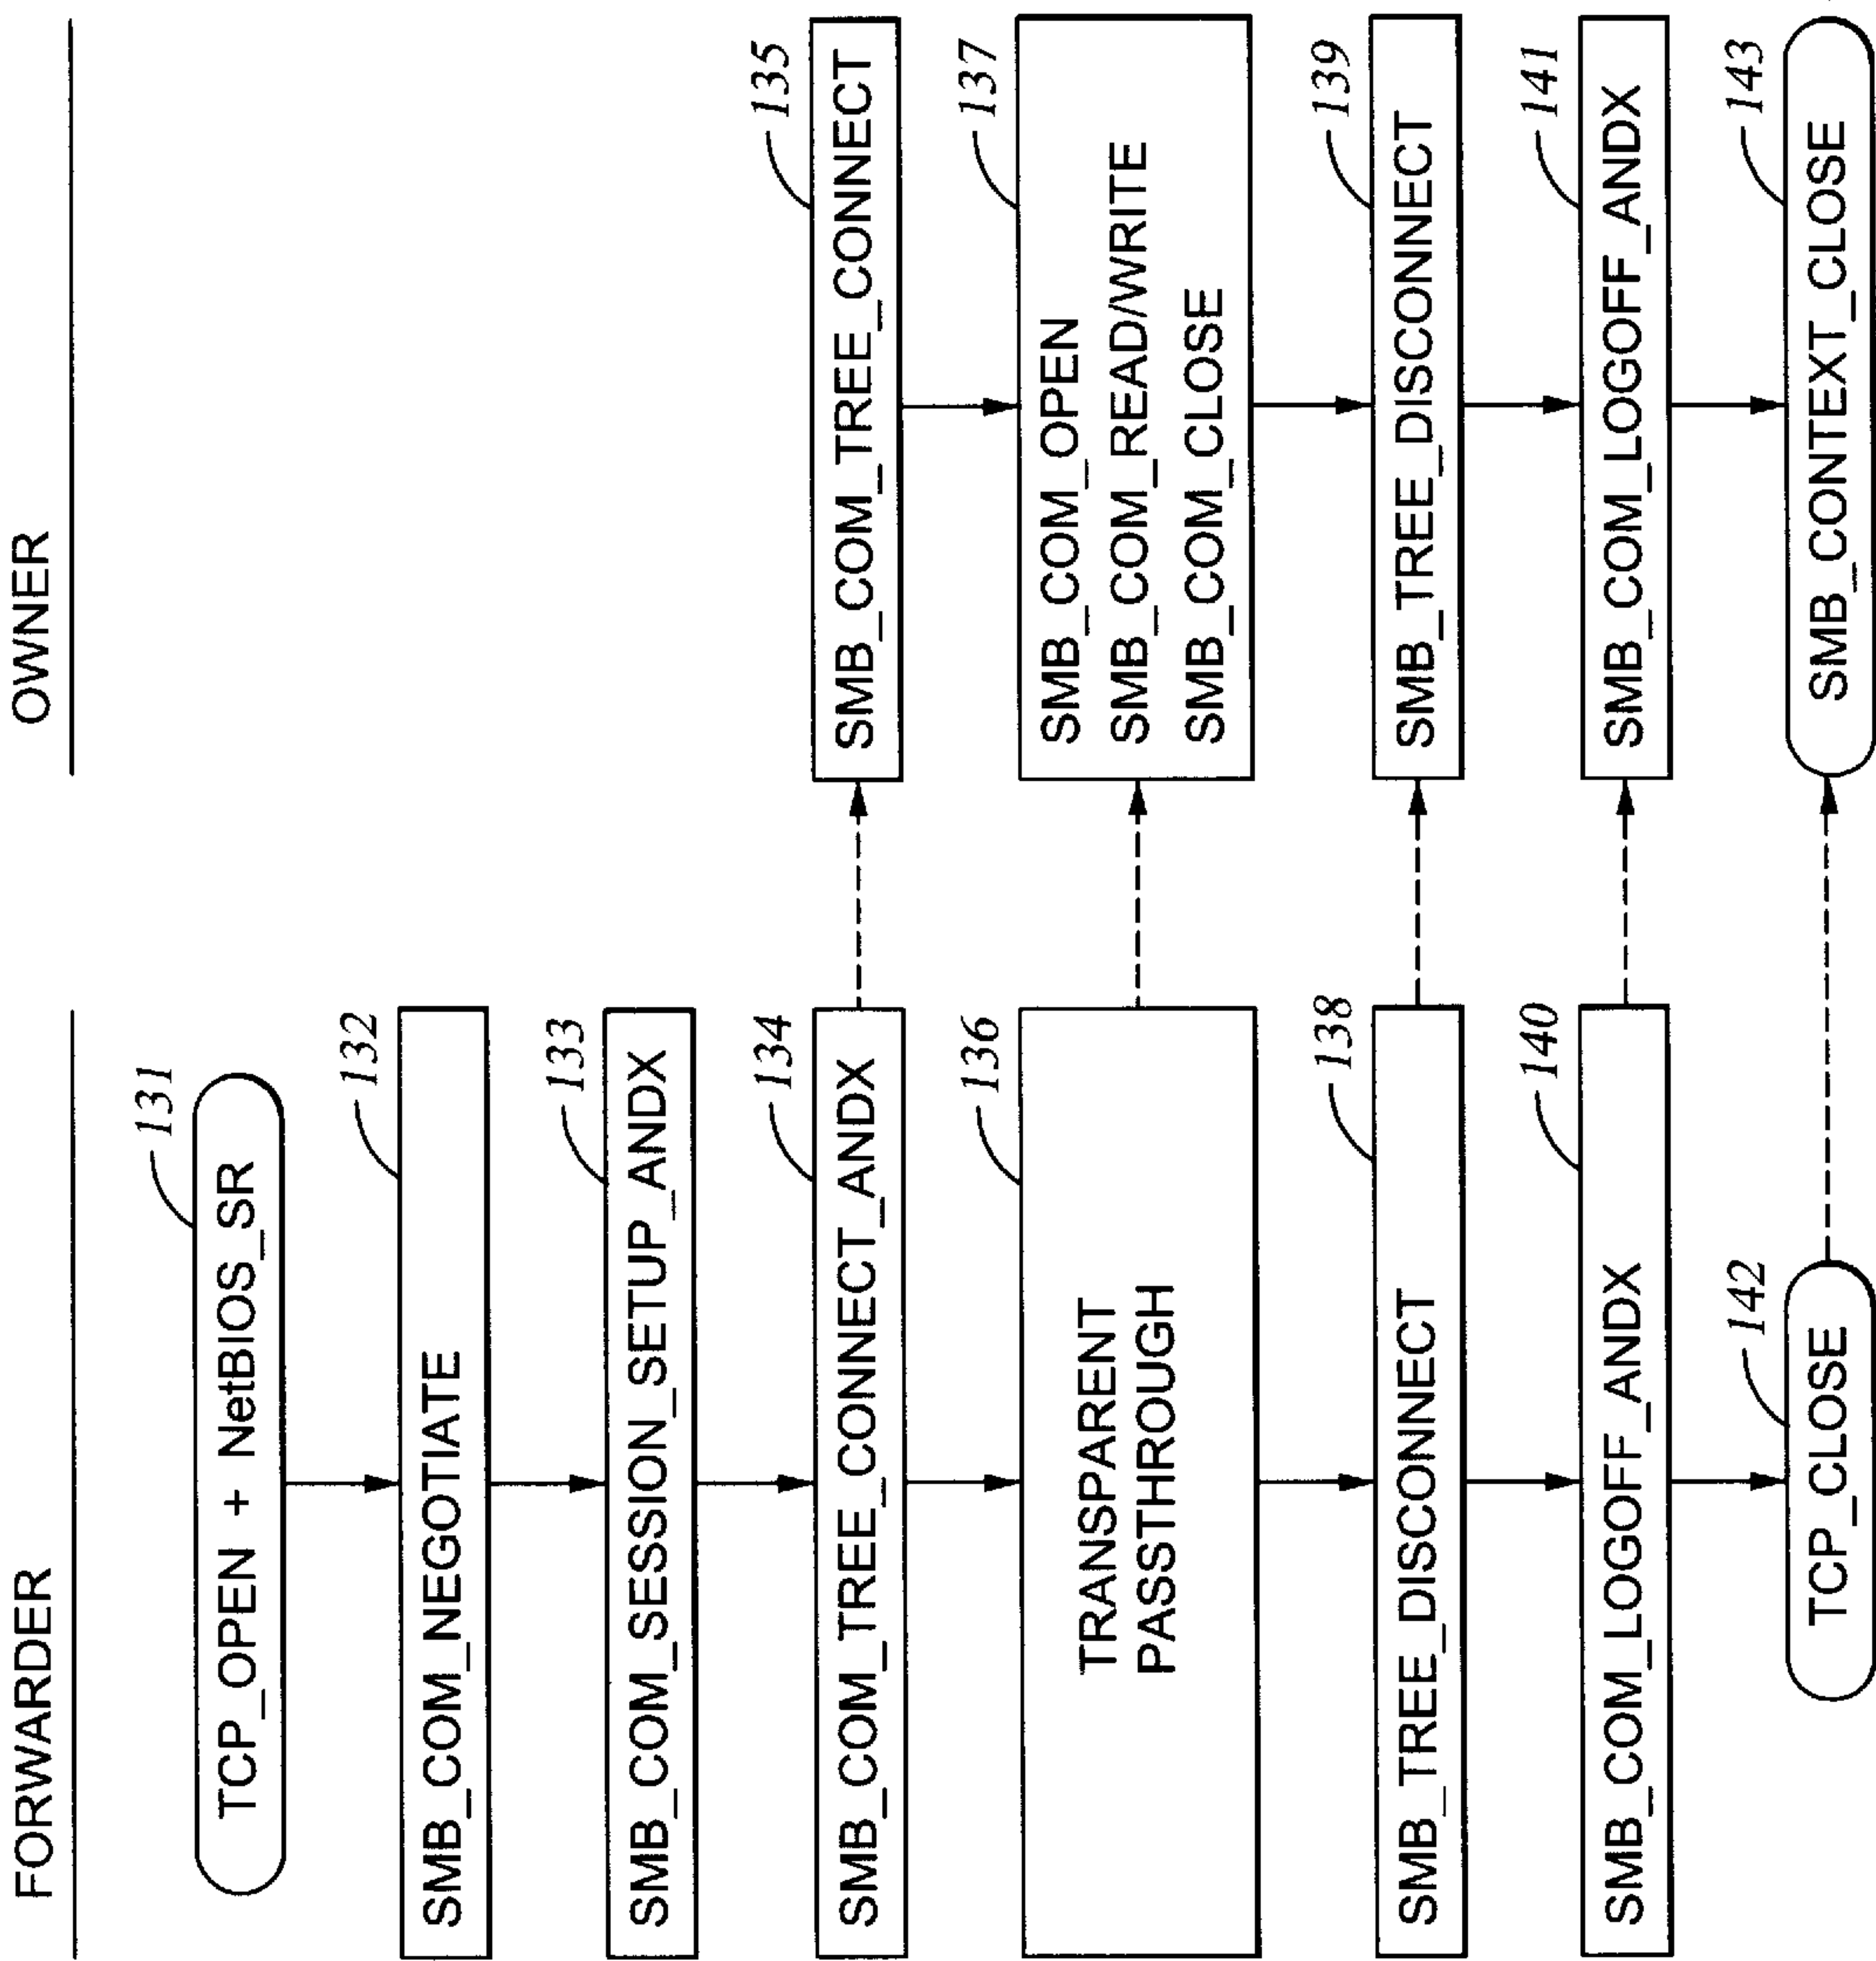 FORWARDER
OWNER
131
TCP_OPEN + NetBIOS_SR
132
SMB_COM_NEGOTIATE
133
SMB_COM_SESSION_SETUP_ANDX
134
SMB_COM_TREE_CONNECT_ANDX
135
SMB_COM_TREE_CONNECT
136
TRANSPARENT
PASSTHROUGH
137
SMB_COM_OPEN
SMB_COM_READ/WRITE
SMB_COM_CLOSE
138
SMB_TREE_DISCONNECT
139
SMB_TREE_DISCONNECT
140
SMB_COM_LOGOFF_ANDX
141
SMB_COM_LOGOFF_ANDX
142
TCP_CLOSE
143
SMB_CONTEXT_CLOSE